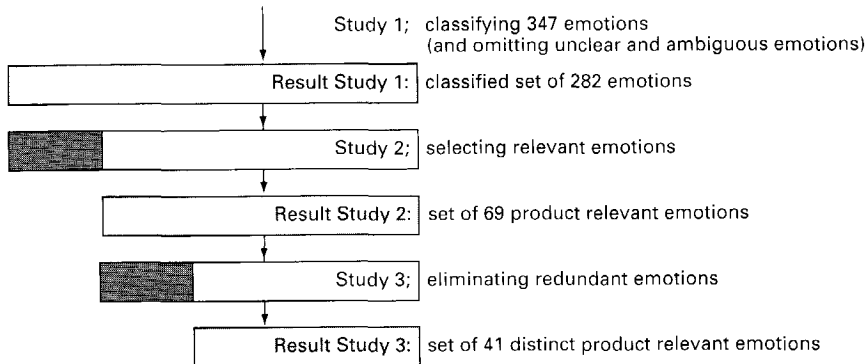 Study 1; classifying 347 emotions
(and omitting unclear and ambiguous emotions)
Result Study 1: classified set of 282 emotions
Study 2; selecting relevant emotions
Result Study 2: set of 69 product relevant emotions
Study 3; eliminating redundant emotions
Result Study 3: set of 41 distinct product relevant emotions